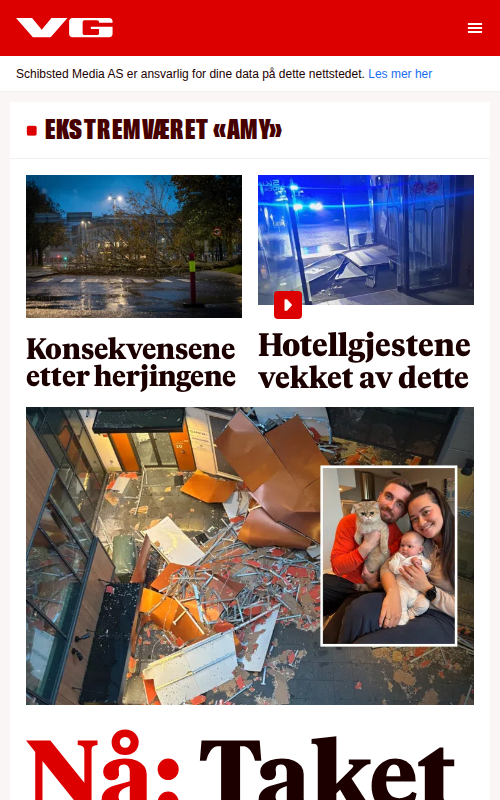 VG
Schibsted Media AS er ansvarlig for dine data på dette nettstedet. Les mer her
EKSTREMVÆRET «AMY»
Konsekvensene
etter herjingene
Hotellgjestene
vekket av dette
Nå: Taket